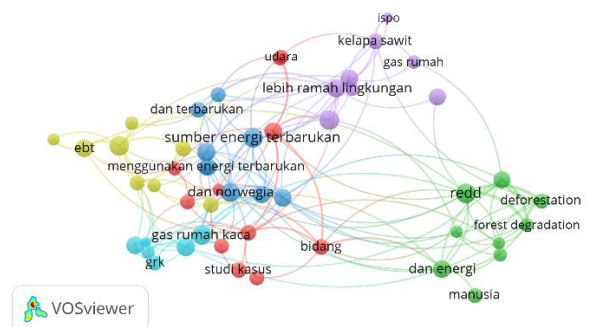 ispo
kelapa sawit
udara
gas rumah
lebih ramah lingkungan
dan terbarukan
sumber energi terbarukan
ebt
menggunakan energi terbarukan
dan norwegia
redd
deforestation
forest degradation
gas rumah kaca
bidang
grk
studi kasus
dan energi
manusia
VOSviewer